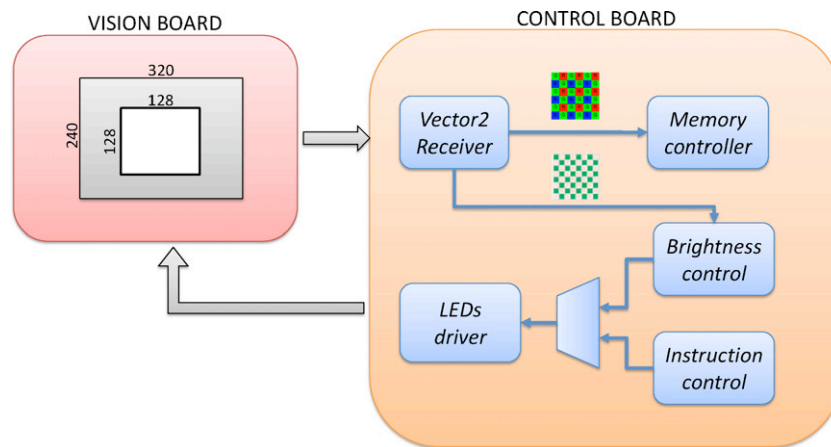 VISION BOARD
320
128
240
128
CONTROL BOARD
Vector2
Receiver
Memory
controller
Brightness
control
LEDs
driver
Instruction
control